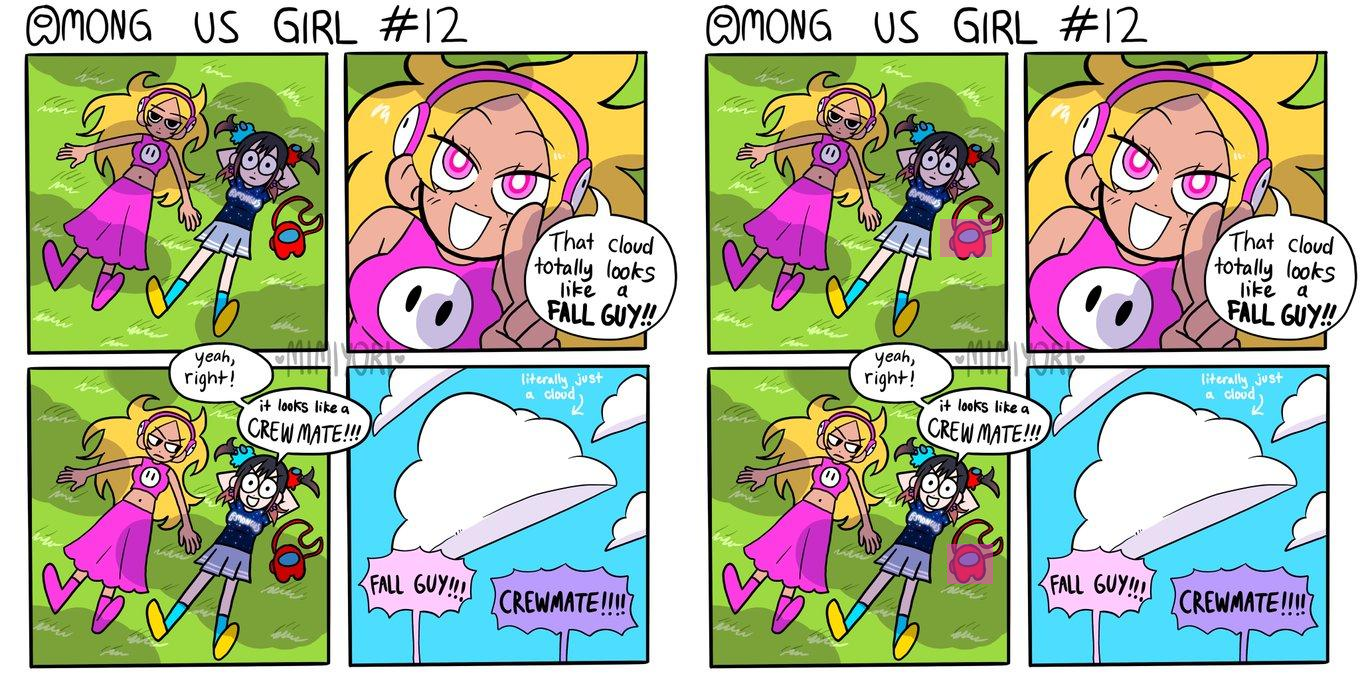 AMONG US GIRL #12
That cloud
totally looks
like a
FALL GUY!!
♥MIMIYORI♥
yeah,
right!
it looks like a
CREWMATE!!!
AMONGUS
literally just
a cloud
FALL GUY!!!
CREWMATE!!!!
AMONG US GIRL #12
That cloud
totally looks
like a
FALL GUY!!
♥MIMIYORI♥
yeah,
right!
it looks like a
CREWMATE!!!
AMONGUS
literally just
a cloud
FALL GUY!!!
CREWMATE!!!!